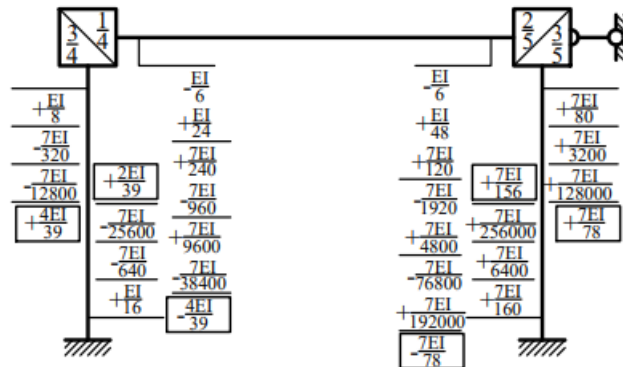 3/4 1/4
2/5 3/5
+EI/8
-7EI/320
-7EI/12800
+4EI/39
+2EI/39
-7EI/25600
-7EI/640
+EI/16
-EI/6
+EI/24
+7EI/240
-7EI/960
+7EI/9600
-7EI/38400
-4EI/39
-EI/6
+EI/48
+7EI/120
-7EI/1920
+7EI/4800
-7EI/76800
+7EI/192000
-7EI/78
+7EI/156
+7EI/256000
+7EI/6400
+7EI/160
+7EI/80
+7EI/3200
+7EI/128000
+7EI/78